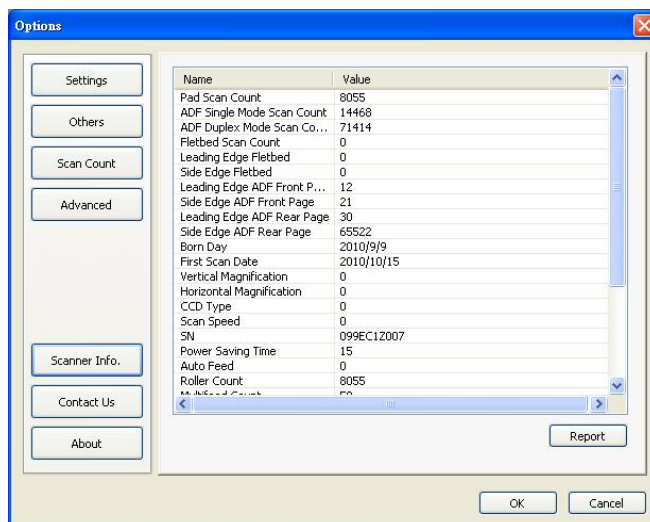 Options
Settings
Others
Scan Count
Advanced
Scanner Info.
Contact Us
About
Name Value
Pad Scan Count 8055
ADF Single Mode Scan Count 14468
ADF Duplex Mode Scan Co... 71414
Fletbed Scan Count 0
Leading Edge Fletbed 0
Side Edge Fletbed 0
Leading Edge ADF Front P... 12
Side Edge ADF Front Page 21
Leading Edge ADF Rear Page 30
Side Edge ADF Rear Page 65522
Born Day 2010/9/9
First Scan Date 2010/10/15
Vertical Magnification 0
Horizontal Magnification 0
CCD Type 0
Scan Speed 0
SN 099EC1Z007
Power Saving Time 15
Auto Feed 0
Roller Count 8055
Multifeed Count 50
Report
OK Cancel